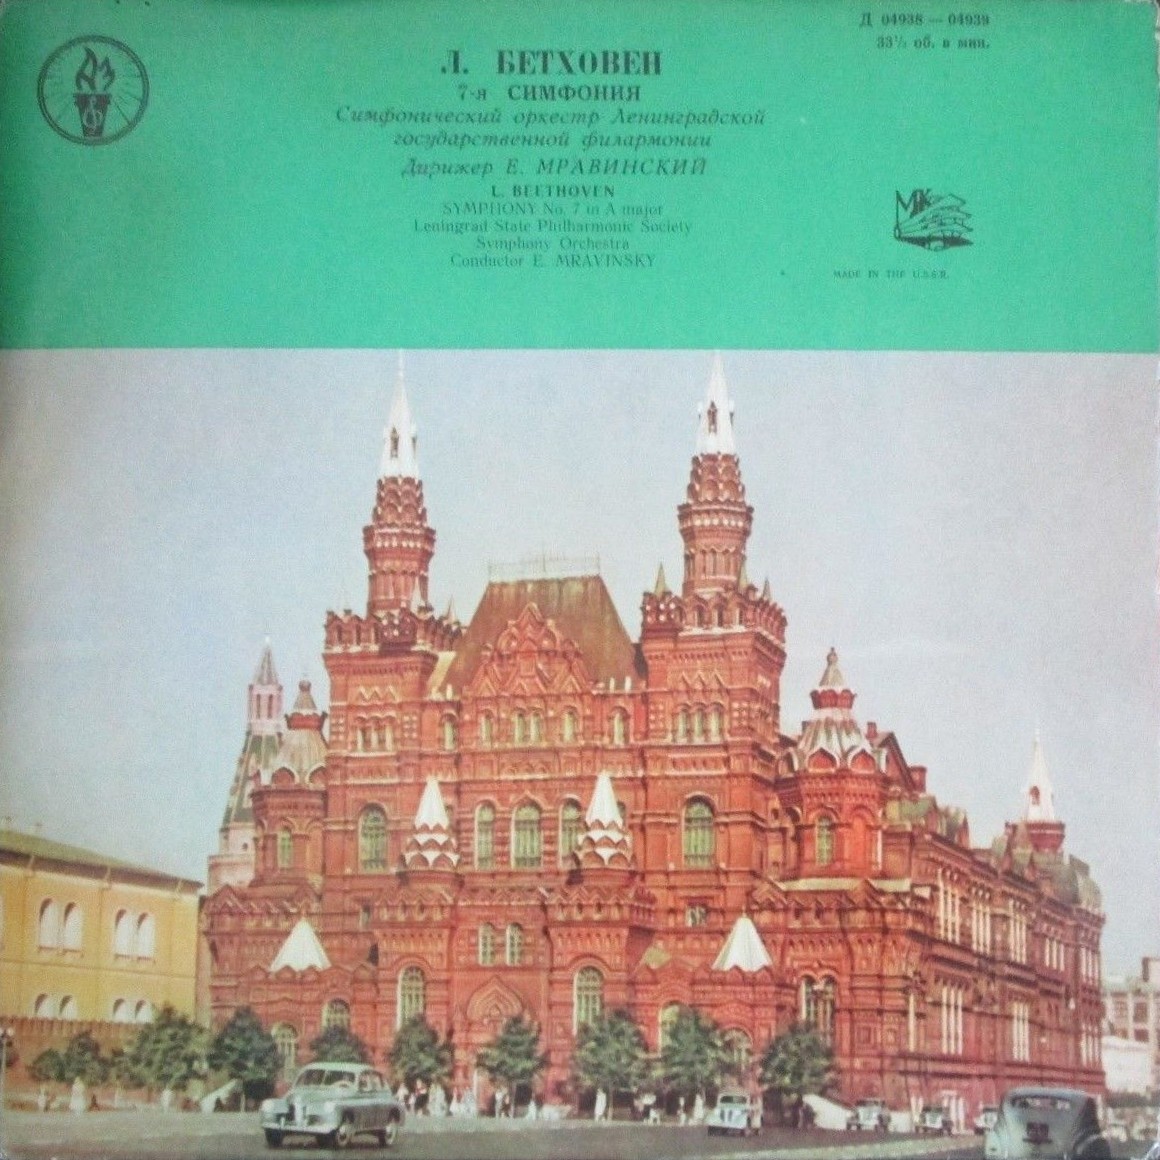 Д 04938 — 04939
33⅓ об. в мин.
Л. БЕТХОВЕН
7-я СИМФОНИЯ
Симфонический оркестр Ленинградской
государственной филармонии
Дирижер Е. МРАВИНСКИЙ
L. BEETHOVEN
SYMPHONY No. 7 in A major
Leningrad State Philharmonic Society
Symphony Orchestra
Conductor E. MRAVINSKY
МК
MADE IN THE U.S.S.R.